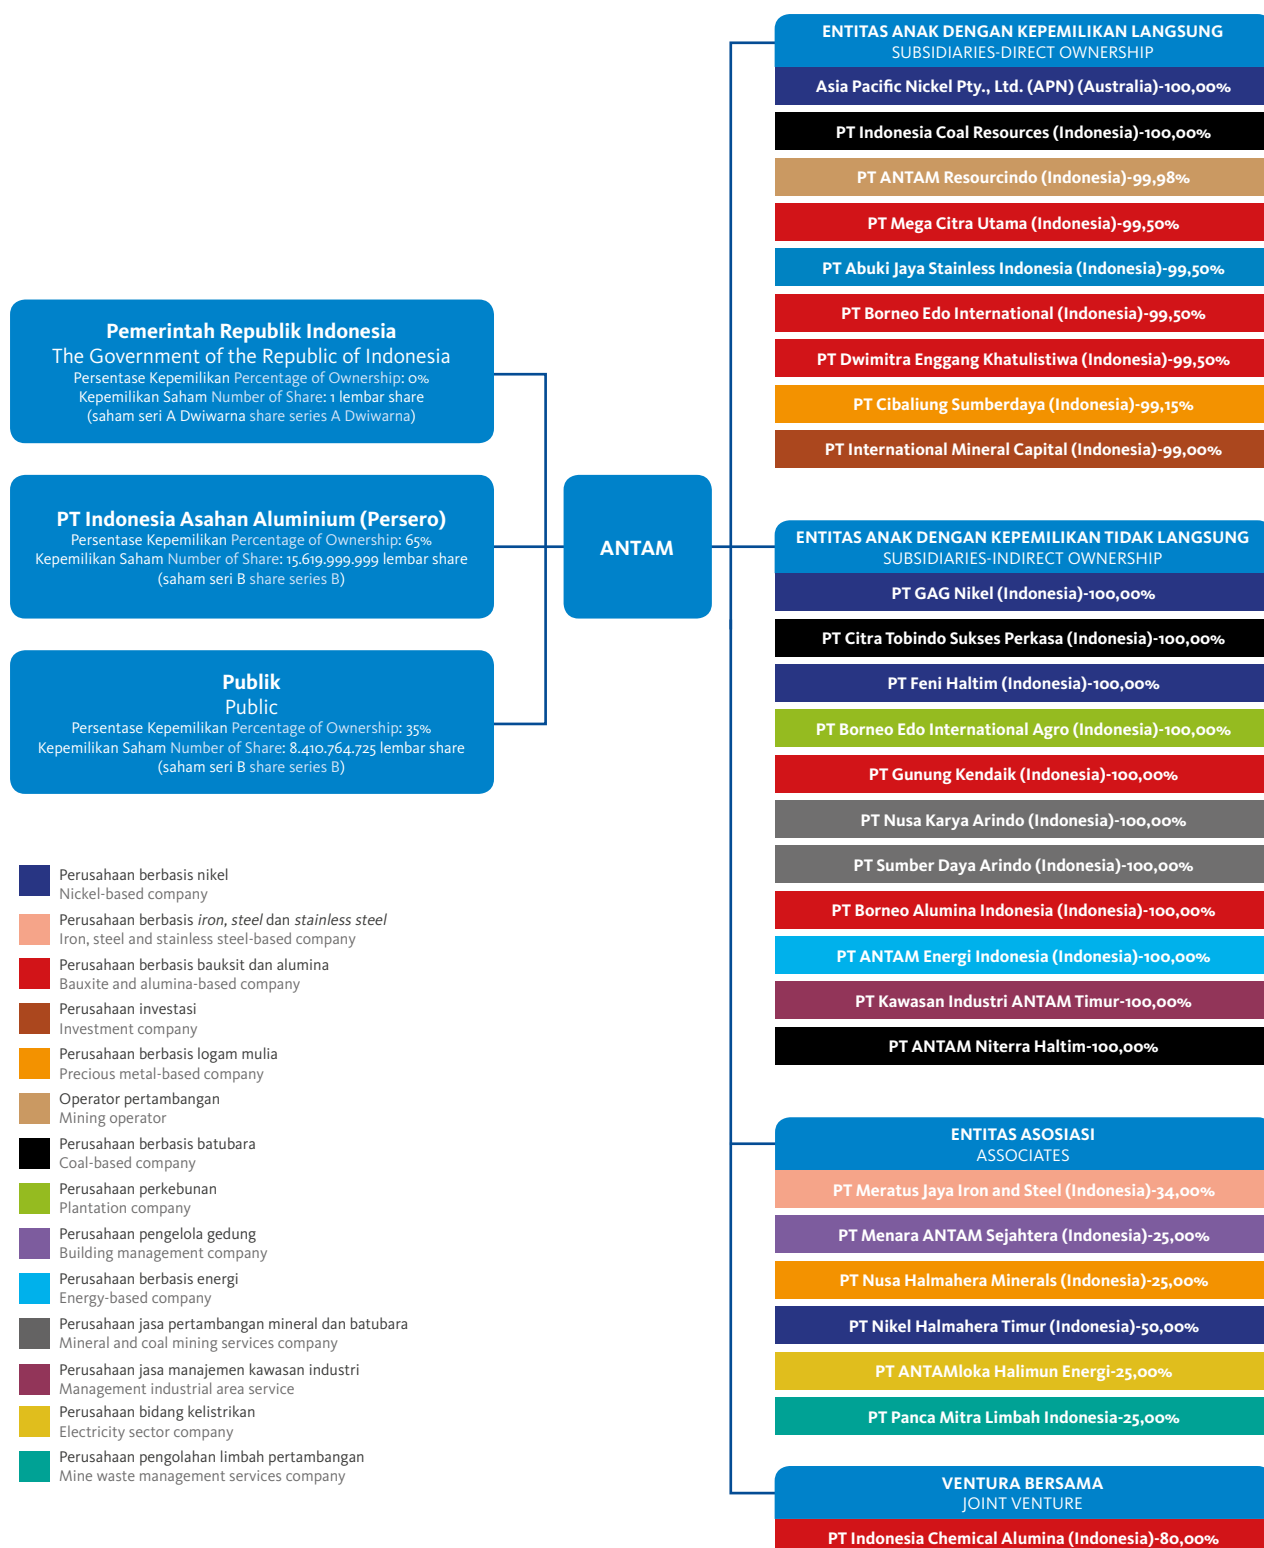 Pemerintah Republik Indonesia
The Government of the Republic of Indonesia
Persentase Kepemilikan Percentage of Ownership: 0%
Kepemilikan Saham Number of Share: 1 lembar share
(saham seri A Dwiwarna share series A Dwiwarna)
PT Indonesia Asahan Aluminium (Persero)
Persentase Kepemilikan Percentage of Ownership: 65%
Kepemilikan Saham Number of Share: 15.619.999.999 lembar share
(saham seri B share series B)
Publik
Public
Persentase Kepemilikan Percentage of Ownership: 35%
Kepemilikan Saham Number of Share: 8.410.764.725 lembar share
(saham seri B share series B)
ANTAM
ENTITAS ANAK DENGAN KEPEMILIKAN LANGSUNG
SUBSIDIARIES-DIRECT OWNERSHIP
Asia Pacific Nickel Pty., Ltd. (APN) (Australia)-100,00%
PT Indonesia Coal Resources (Indonesia)-100,00%
PT ANTAM Resourcindo (Indonesia)-99,98%
PT Mega Citra Utama (Indonesia)-99,50%
PT Abuki Jaya Stainless Indonesia (Indonesia)-99,50%
PT Borneo Edo International (Indonesia)-99,50%
PT Dwimitra Enggang Khatulistiwa (Indonesia)-99,50%
PT Cibaliung Sumberdaya (Indonesia)-99,15%
PT International Mineral Capital (Indonesia)-99,00%
ENTITAS ANAK DENGAN KEPEMILIKAN TIDAK LANGSUNG
SUBSIDIARIES-INDIRECT OWNERSHIP
PT GAG Nikel (Indonesia)-100,00%
PT Citra Tobindo Sukses Perkasa (Indonesia)-100,00%
PT Feni Haltim (Indonesia)-100,00%
PT Borneo Edo International Agro (Indonesia)-100,00%
PT Gunung Kendaik (Indonesia)-100,00%
PT Nusa Karya Arindo (Indonesia)-100,00%
PT Sumber Daya Arindo (Indonesia)-100,00%
PT Borneo Alumina Indonesia (Indonesia)-100,00%
PT ANTAM Energi Indonesia (Indonesia)-100,00%
PT Kawasan Industri ANTAM Timur-100,00%
PT ANTAM Niterra Haltim-100,00%
ENTITAS ASOSIASI
ASSOCIATES
PT Meratus Jaya Iron and Steel (Indonesia)-34,00%
PT Menara ANTAM Sejahtera (Indonesia)-25,00%
PT Nusa Halmahera Minerals (Indonesia)-25,00%
PT Nikel Halmahera Timur (Indonesia)-50,00%
PT ANTAMloka Halimun Energi-25,00%
PT Panca Mitra Limbah Indonesia-25,00%
VENTURA BERSAMA
JOINT VENTURE
PT Indonesia Chemical Alumina (Indonesia)-80,00%
Perusahaan berbasis nikel
Nickel-based company
Perusahaan berbasis iron, steel dan stainless steel
Iron, steel and stainless steel-based company
Perusahaan berbasis bauksit dan alumina
Bauxite and alumina-based company
Perusahaan investasi
Investment company
Perusahaan berbasis logam mulia
Precious metal-based company
Operator pertambangan
Mining operator
Perusahaan berbasis batubara
Coal-based company
Perusahaan perkebunan
Plantation company
Perusahaan pengelola gedung
Building management company
Perusahaan berbasis energi
Energy-based company
Perusahaan jasa pertambangan mineral dan batubara
Mineral and coal mining services company
Perusahaan jasa manajemen kawasan industri
Management industrial area service
Perusahaan bidang kelistrikan
Electricity sector company
Perusahaan pengolahan limbah pertambangan
Mine waste management services company